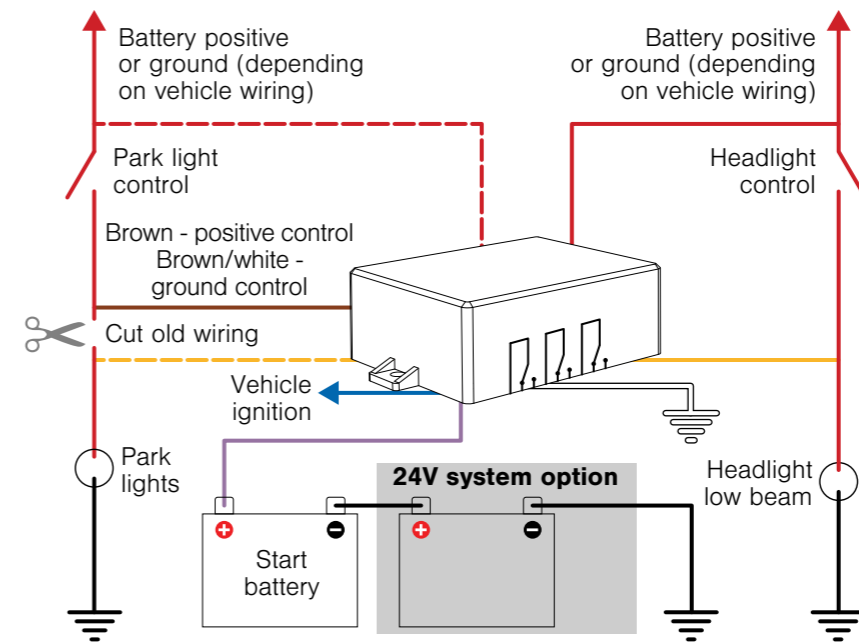 Battery positive
or ground (depending
on vehicle wiring)
Battery positive
or ground (depending
on vehicle wiring)
Park light
control
Headlight
control
Brown - positive control
Brown/white -
ground control
Cut old wiring
Vehicle
ignition
Park
lights
24V system option
Headlight
low beam
Start
battery